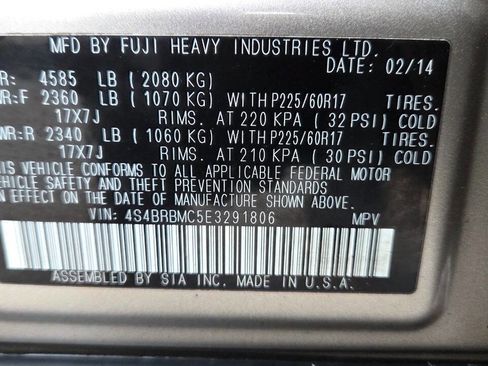 MFD BY FUJI HEAVY INDUSTRIES LTD.
DATE: 02/14
R: 4585 LB (2080 KG)
WR:F 2360 LB (1070 KG) WITH P225/60R17 TIRES.
17X7J RIMS. AT 220 KPA (32 PSI) COLD
WR:R 2340 LB (1060 KG) WITH P225/60R17 TIRES.
17X7J RIMS. AT 210 KPA (30 PSI) COLD
IS VEHICLE CONFORMS TO ALL APPLICABLE FEDERAL MOTOR
VEHICLE SAFETY AND THEFT PREVENTION STANDARDS
EFFECT ON THE DATE OF MANUFACTURE SHOWN ABOVE.
VIN: 4S4BRBMC5E3291806 MPV
ASSEMBLED BY SIA INC. MADE IN U.S.A.